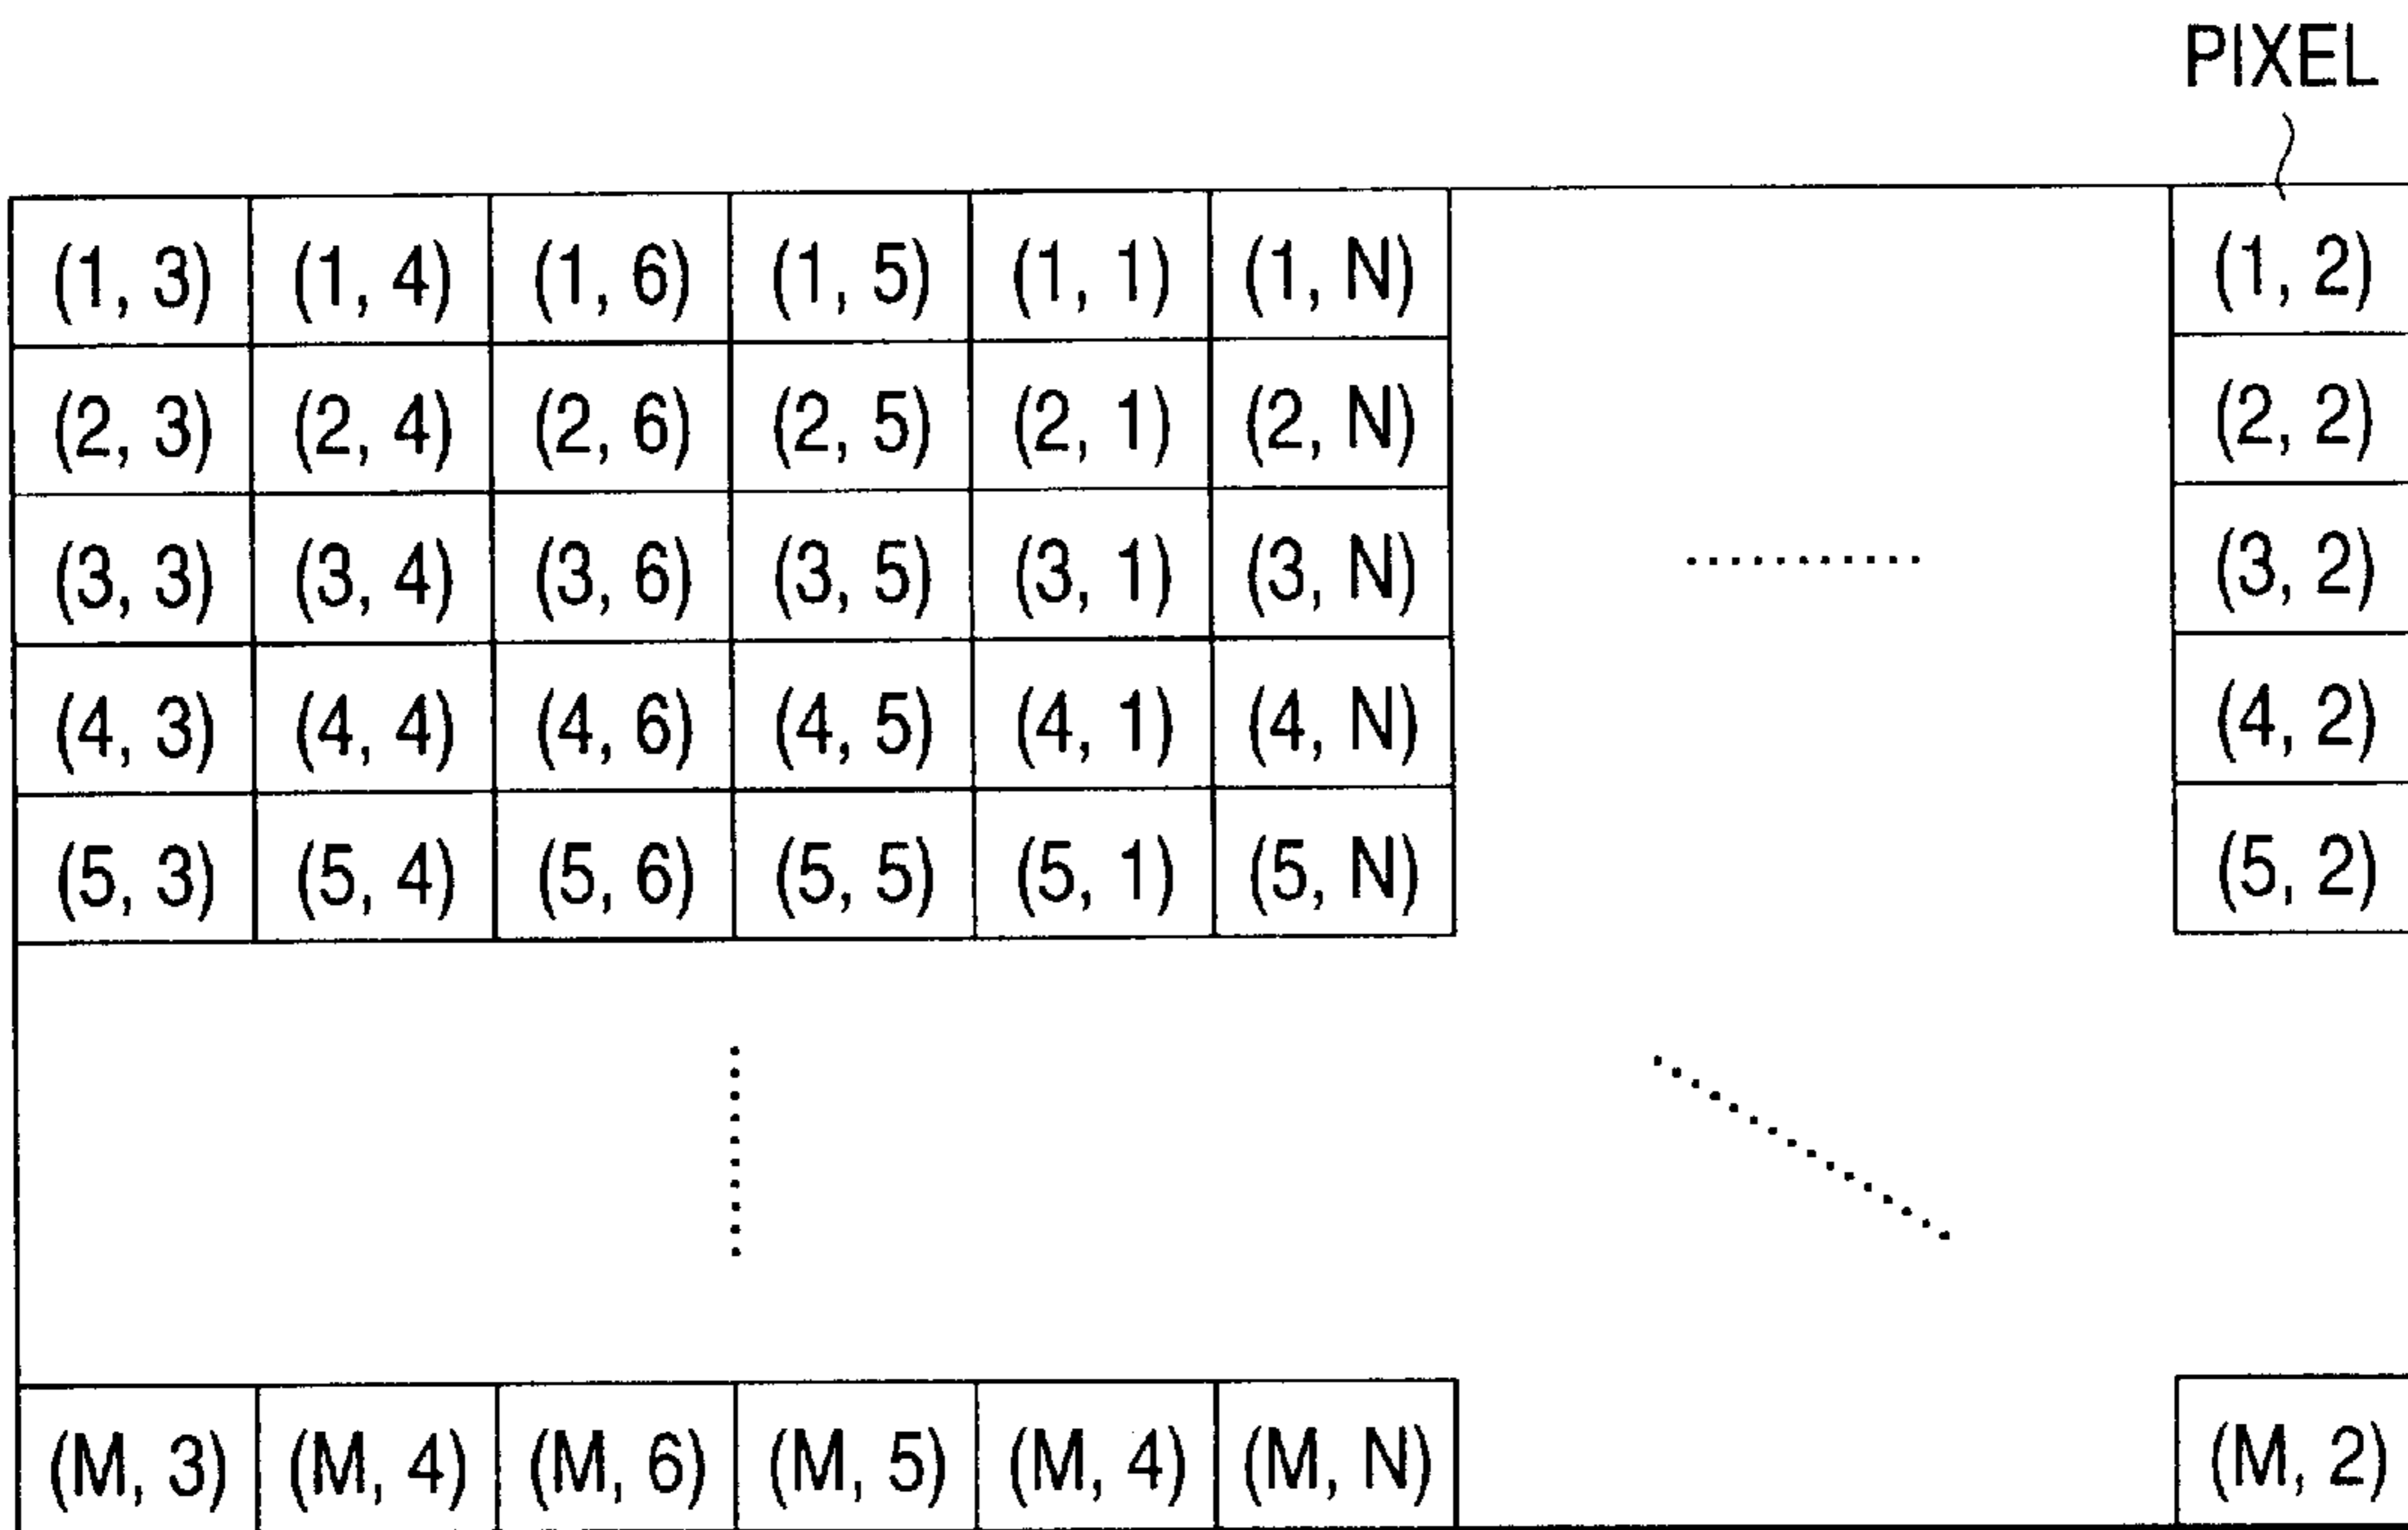 PIXEL
(1, 3) (1, 4) (1, 6) (1, 5) (1, 1) (1, N) (1, 2)
(2, 3) (2, 4) (2, 6) (2, 5) (2, 1) (2, N) (2, 2)
(3, 3) (3, 4) (3, 6) (3, 5) (3, 1) (3, N) (3, 2)
(4, 3) (4, 4) (4, 6) (4, 5) (4, 1) (4, N) (4, 2)
(5, 3) (5, 4) (5, 6) (5, 5) (5, 1) (5, N) (5, 2)
(M, 3) (M, 4) (M, 6) (M, 5) (M, 4) (M, N) (M, 2)